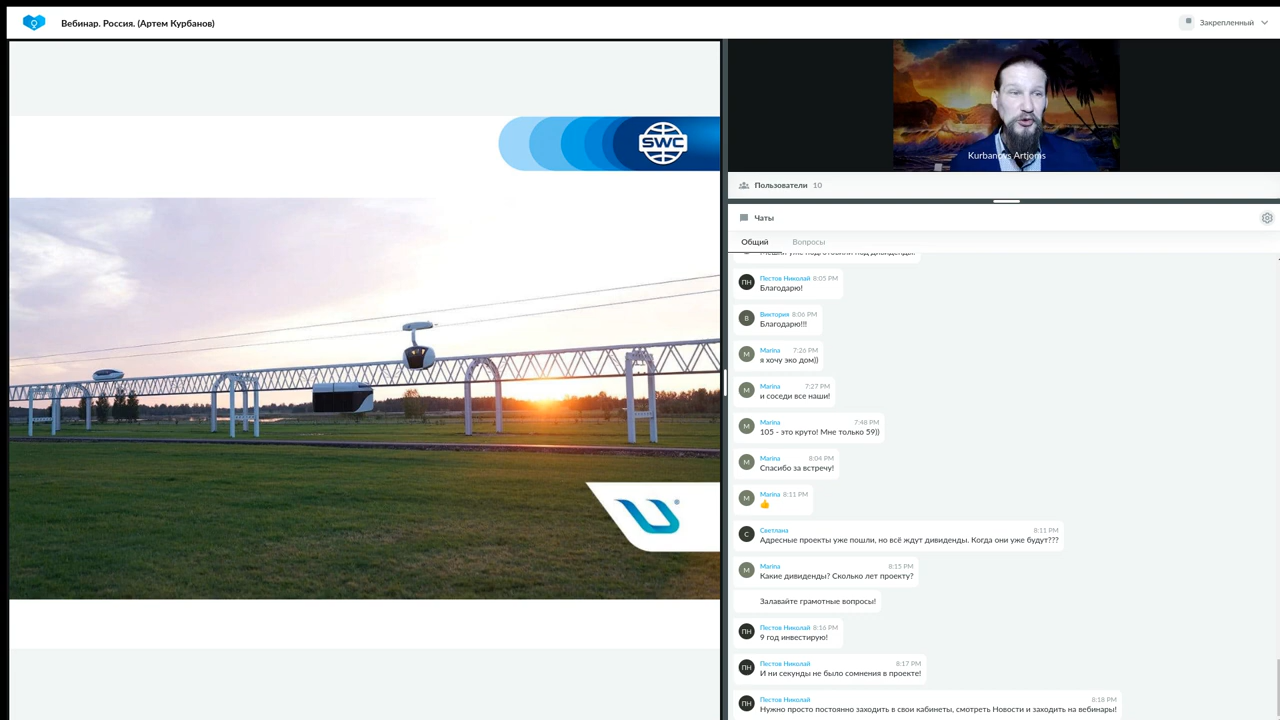 Вебинар. Россия. (Артем Курбанов)
Закрепленный
SWC
Kurbanovs Artjoms
Пользователи 10
Чаты
Общий Вопросы
ПН
Пестов Николай 8:05 PM
Благодарю!
В
Виктория 8:06 PM
Благодарю!!!
M
Marina 7:26 PM
я хочу эко дом))
M
Marina 7:27 PM
и соседи все наши!
M
Marina 7:48 PM
105 - это круто! Мне только 59))
M
Marina 8:04 PM
Спасибо за встречу!
M
Marina 8:11 PM
👍
С
Светлана 8:11 PM
Адресные проекты уже пошли, но всё ждут дивиденды. Когда они уже будут???
M
Marina 8:15 PM
Какие дивиденды? Сколько лет проекту?
Залавайте грамотные вопросы!
ПН
Пестов Николай 8:16 PM
9 год инвестирую!
ПН
Пестов Николай 8:17 PM
И ни секунды не было сомнения в проекте!
ПН
Пестов Николай 8:18 PM
Нужно просто постоянно заходить в свои кабинеты, смотреть Новости и заходить на вебинары!